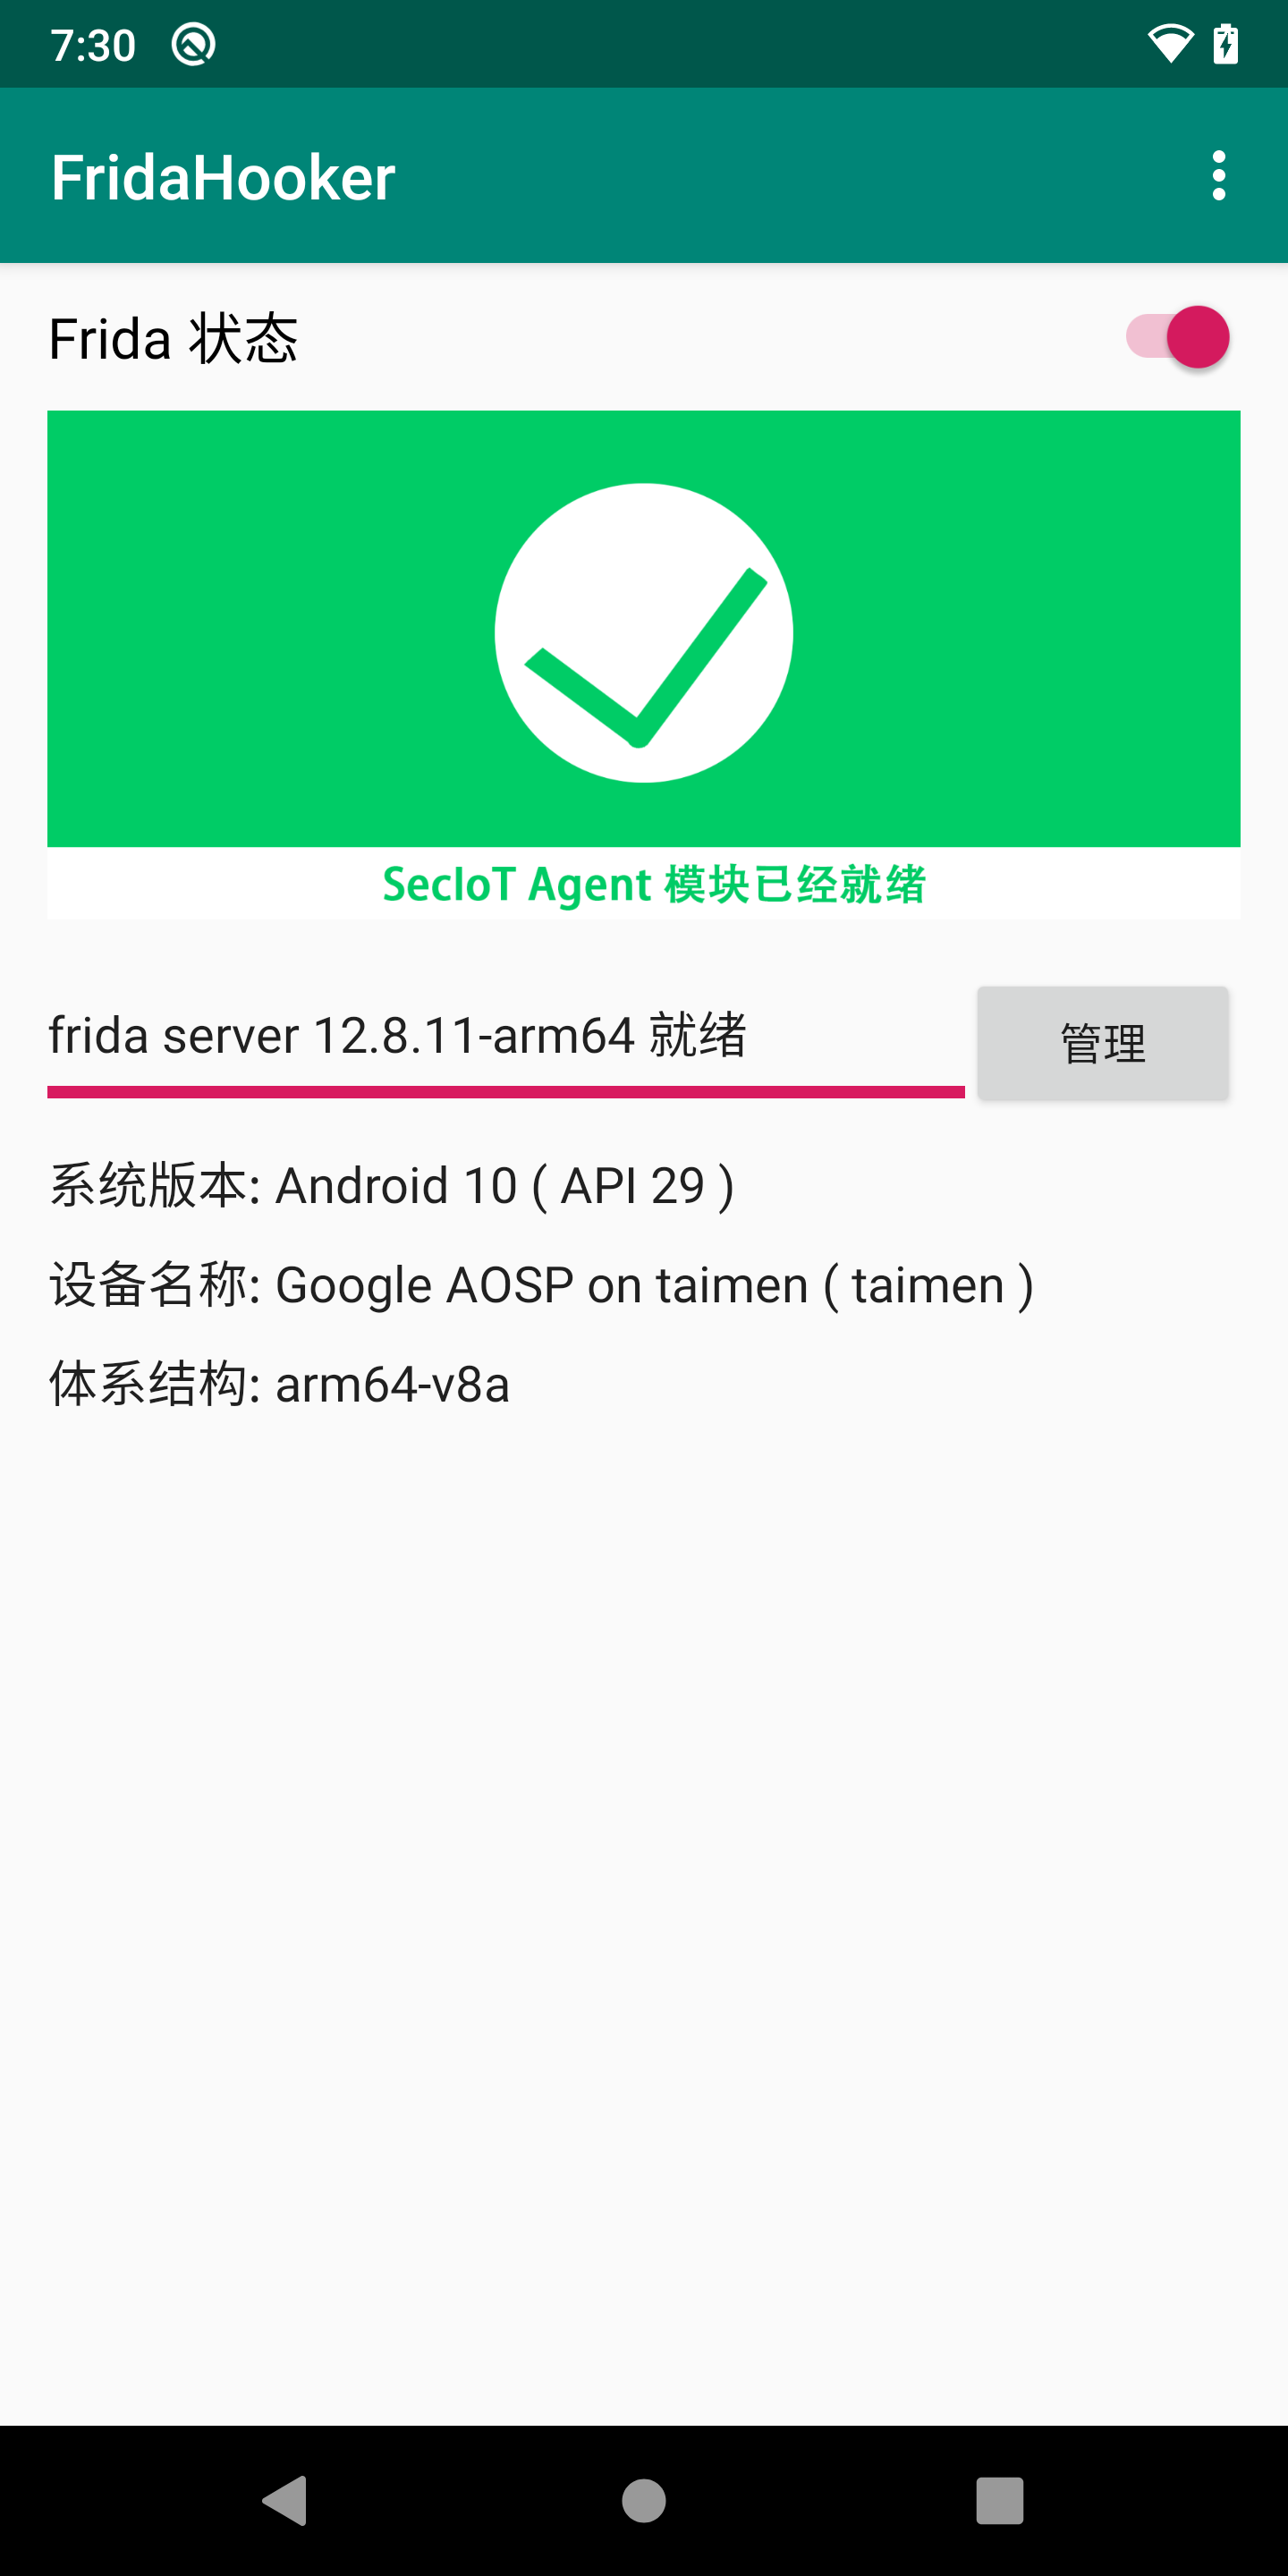 7:30
FridaHooker
Frida 状态
SecIoT Agent 模块已经就绪
frida server 12.8.11-arm64 就绪
管理
系统版本: Android 10 ( API 29 )
设备名称: Google AOSP on taimen ( taimen )
体系结构: arm64-v8a